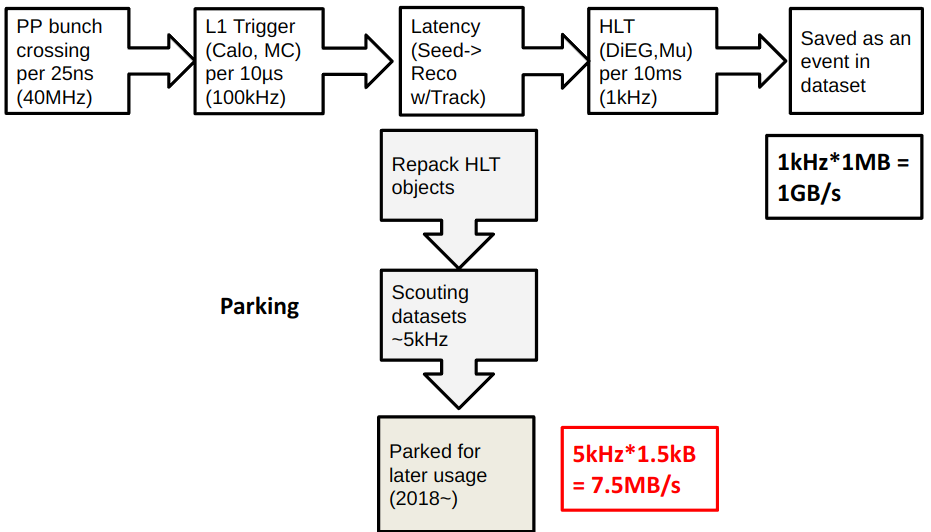 PP bunch
crossing
per 25ns
(40MHz)
L1 Trigger
(Calo, MC)
per 10µs
(100kHz)
Latency
(Seed->
Reco
w/Track)
HLT
(DiEG,Mu)
per 10ms
(1kHz)
Saved as an
event in
dataset
1kHz*1MB =
1GB/s
Repack HLT
objects
Parking
Scouting
datasets
~5kHz
Parked for
later usage
(2018~)
5kHz*1.5kB
= 7.5MB/s